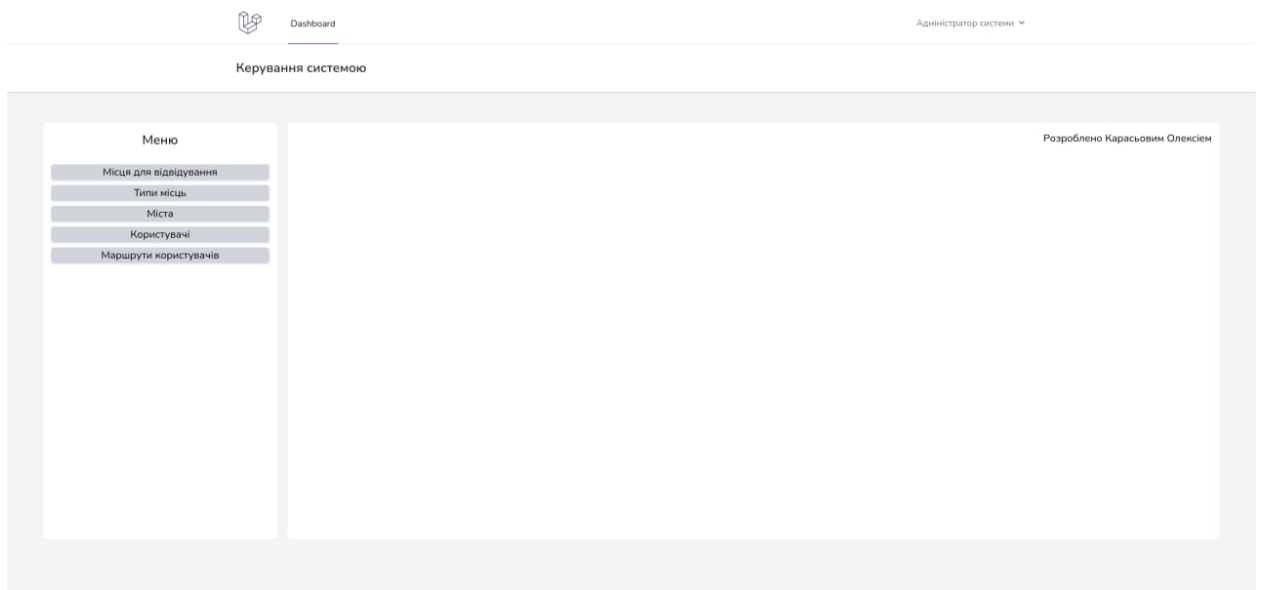 Dashboard
Адміністратор системи
Керування системою
Меню
Розроблено Карасьовим Олексієм
Місця для відвідування
Типи місць
Міста
Користувачі
Маршрути користувачів